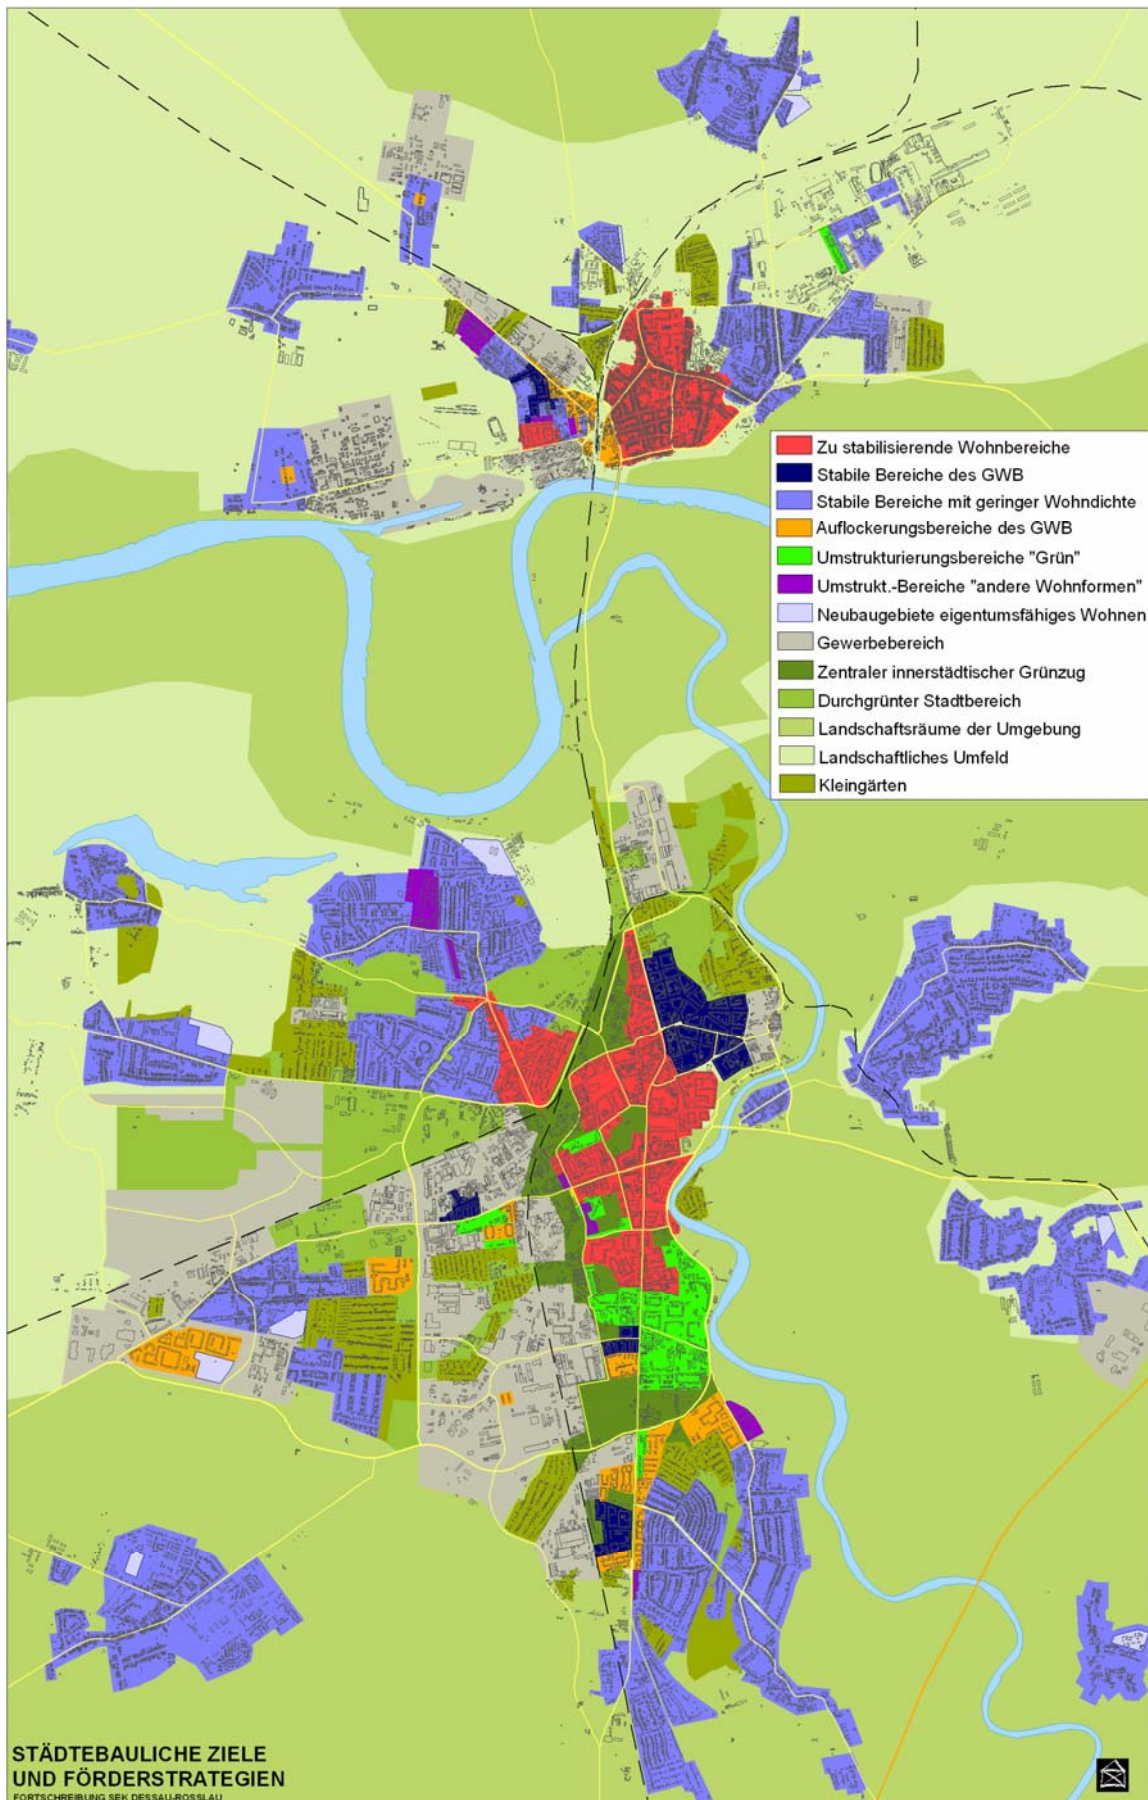 Zu stabilisierende Wohnbereiche
Stabile Bereiche des GWB
Stabile Bereiche mit geringer Wohndichte
Auflockerungsbereiche des GWB
Umstrukturierungsbereiche "Grün"
Umstrukt.-Bereiche "andere Wohnformen"
Neubaugebiete eigentumsfähiges Wohnen
Gewerbebereich
Zentraler innerstädtischer Grünzug
Durchgrünter Stadtbereich
Landschaftsräume der Umgebung
Landschaftliches Umfeld
Kleingärten
STÄDTEBAULICHE ZIELE
UND FÖRDERSTRATEGIEN
FORTSCHREIBUNG SEK DESSAU-ROSSLAU